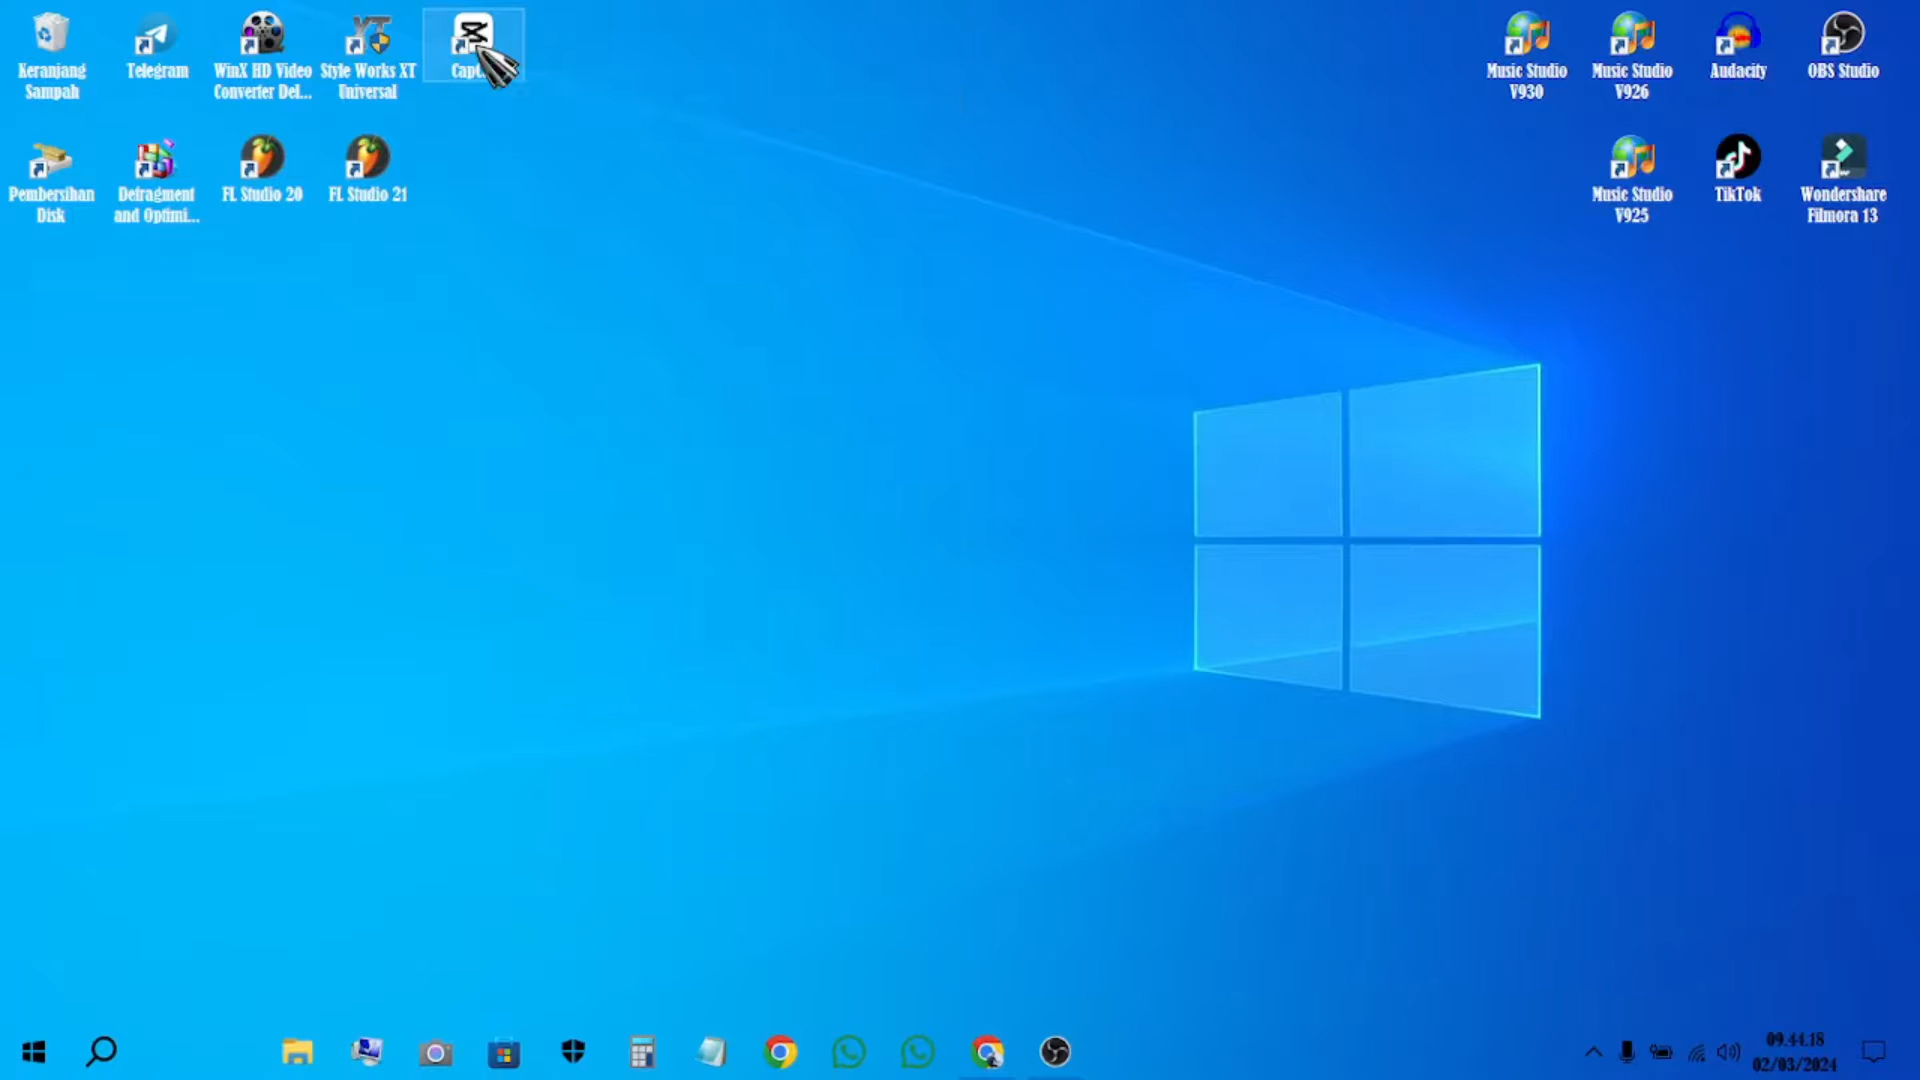 Keranjang
Sampah
Telegram
WinX HD Video
Converter Del...
Style Works XT
Universal
Pembersihan
Disk
Defragment
and Optimi...
FL Studio 20
FL Studio 21
Music Studio
V930
Music Studio
V926
Audacity
OBS Studio
Music Studio
V925
TikTok
Wondershare
Filmora 13
09.44.18
02/03/2024